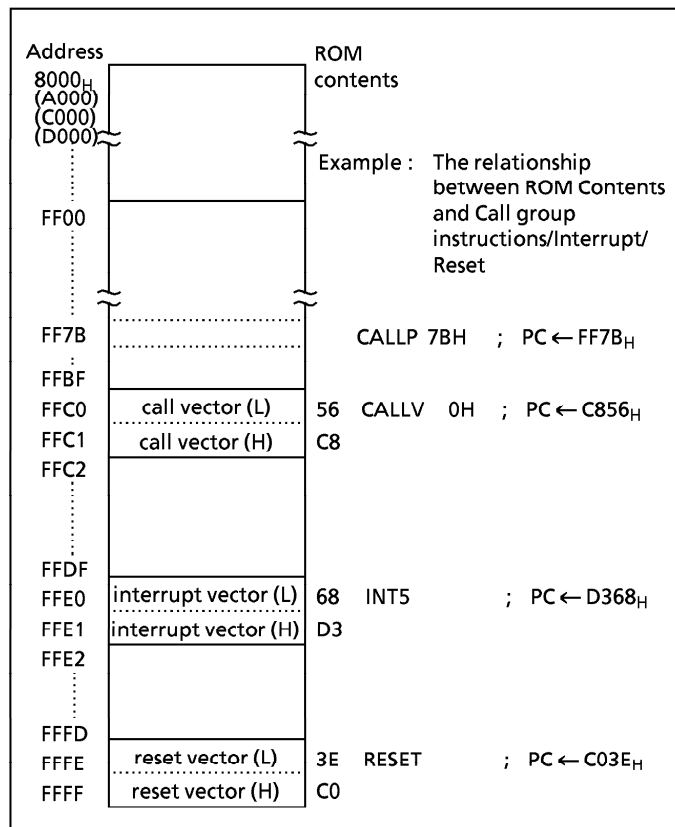 Address ROM
8000H contents
(A000)
(C000)
(D000)
Example : The relationship
between ROM Contents
FF00 and Call group
instructions/Interrupt/
Reset
FF7B CALLP 7BH ; PC ← FF7BH
FFBF
FFC0 call vector (L) 56 CALLV 0H ; PC ← C856H
FFC1 call vector (H) C8
FFC2
FFDF
FFE0 interrupt vector (L) 68 INT5 ; PC ← D368H
FFE1 interrupt vector (H) D3
FFE2
FFFD
FFFE reset vector (L) 3E RESET ; PC ← C03EH
FFFF reset vector (H) C0